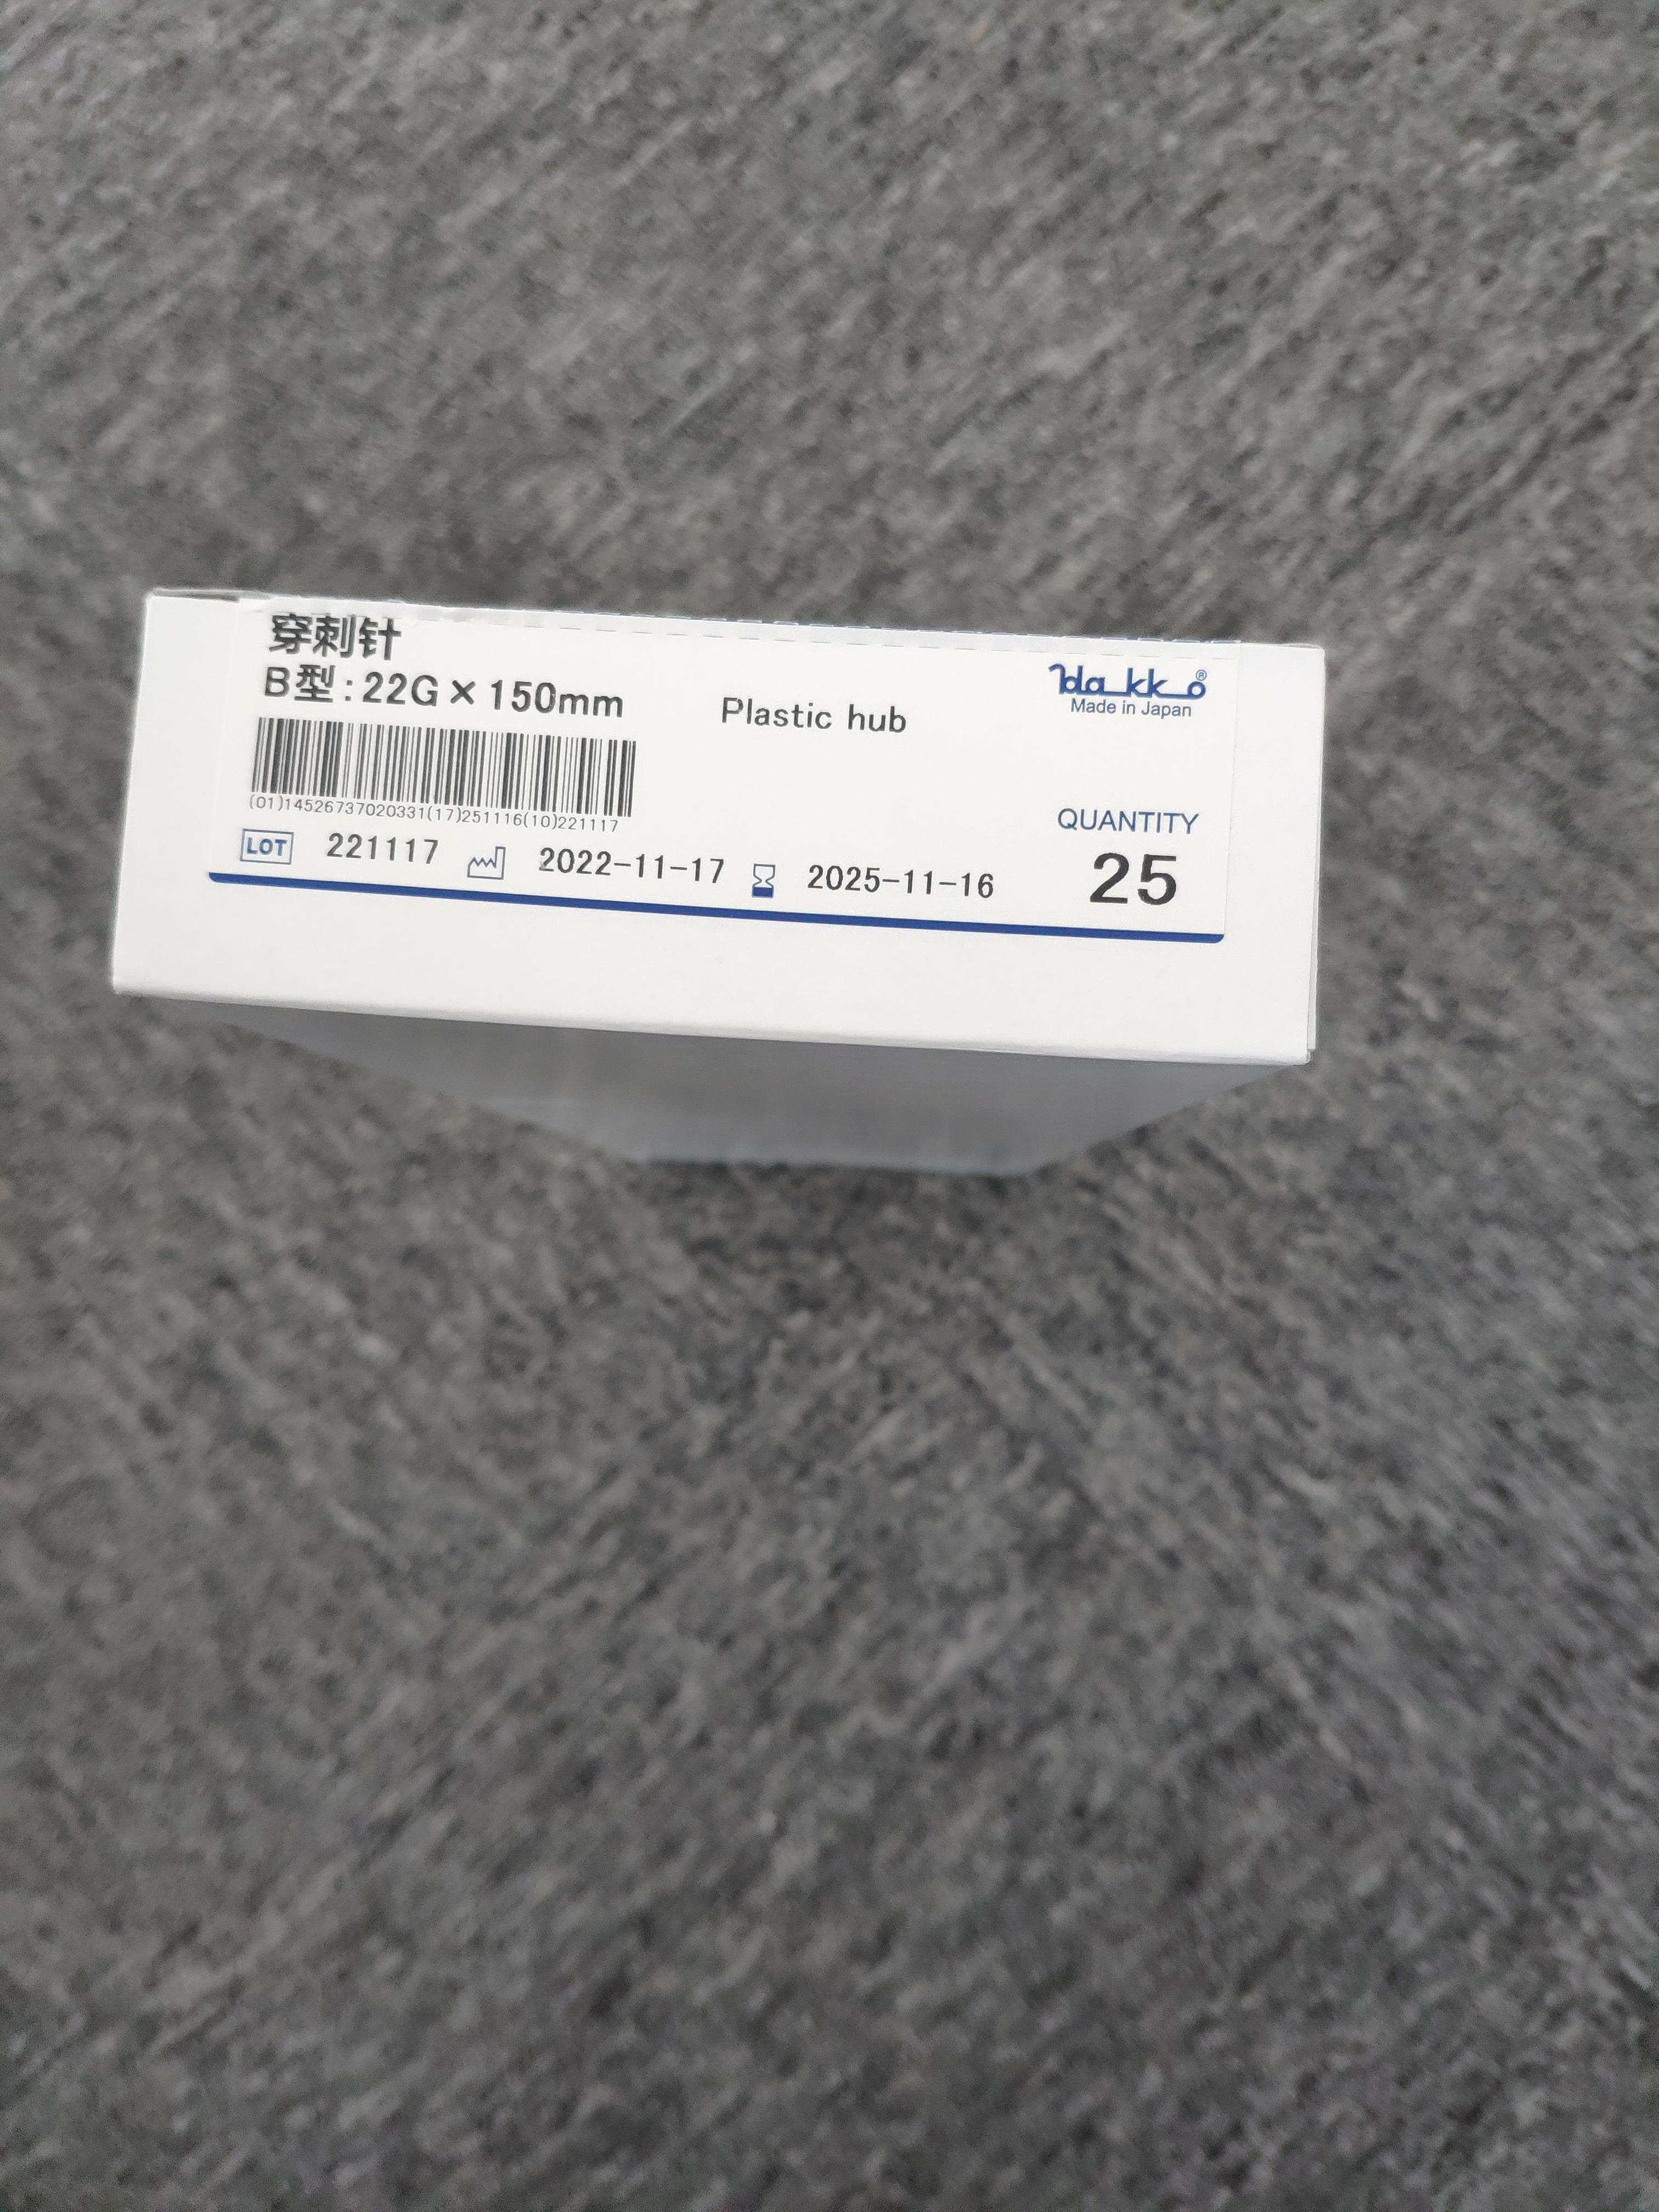 穿刺针
B型:22G×150mm
Plastic hub
hakko®
Made in Japan
(01)14526737020331(17)251116(10)221117
QUANTITY
LOT 221117 2022-11-17 2025-11-16
25